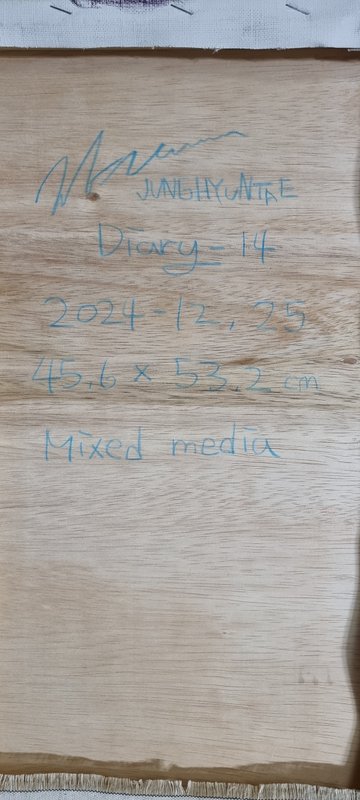 JUNGHYUNTAE
Diary - 14
2024-12, 25
45.6 x 53.2 cm
Mixed media